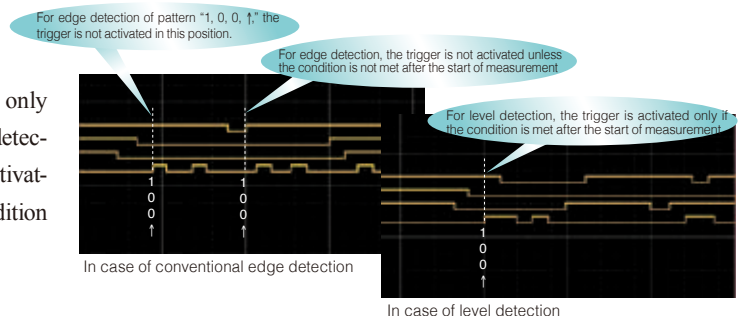 For edge detection of pattern “1, 0, 0, ↑,” the
trigger is not activated in this position.
For edge detection, the trigger is not activated unless
the condition is not met after the start of measurement
For level detection, the trigger is activated only if
the condition is met after the start of measurement
only
detec-
tivat-
dition
1
0
0
↑
1
0
0
↑
In case of conventional edge detection
1
0
0
↑
In case of level detection